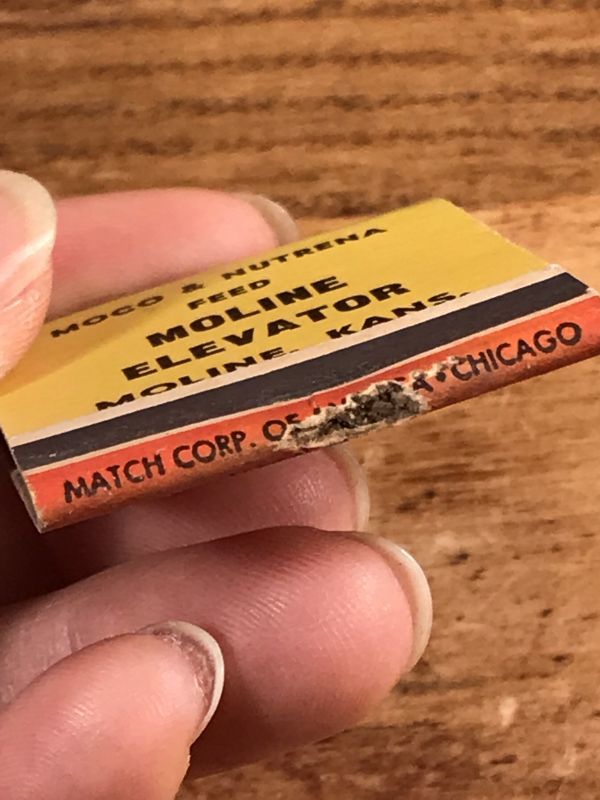 MOCO & NUTRENA
FEED
MOLINE
ELEVATOR
MOLINE, KANS.
MATCH CORP. OF CHICAGO